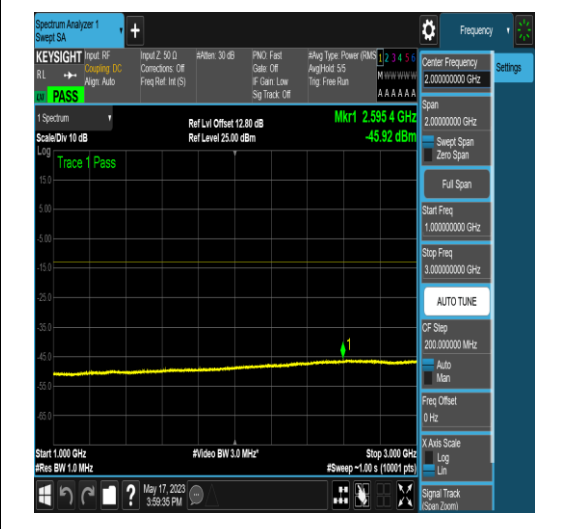 Spectrum Analyzer 1
Swept SA
+
Frequency
KEYSIGHT
RL
PASS
Input: RF
Coupling: DC
Align: Auto
Input Z: 50 Ω
Corrections: Off
Freq Ref: Int (S)
#Atten: 30 dB
PNO: Fast
Gate: Off
IF Gain: Low
Sig Track: Off
#Avg Type: Power (RMS
Avg|Hold: 5/5
Trig: Free Run
1 2 3 4 5 6
M W W W W W
A A A A A A
1 Spectrum
Scale/Div 10 dB
Ref Lvl Offset 12.80 dB
Ref Level 25.00 dBm
Mkr1 2.595 4 GHz
-45.92 dBm
Log
Trace 1 Pass
15.0
5.00
-5.00
-15.0
-25.0
-35.0
-45.0
-55.0
-65.0
1
Start 1.000 GHz
#Res BW 1.0 MHz
#Video BW 3.0 MHz*
Stop 3.000 GHz
#Sweep ~1.00 s (10001 pts)
?
May 17, 2023
3:59:35 PM
Center Frequency
2.000000000 GHz
Settings
Span
2.00000000 GHz
Swept Span
Zero Span
Full Span
Start Freq
1.000000000 GHz
Stop Freq
3.000000000 GHz
AUTO TUNE
CF Step
200.000000 MHz
Auto
Man
Freq Offset
0 Hz
X Axis Scale
Log
Lin
Signal Track
(Span Zoom)